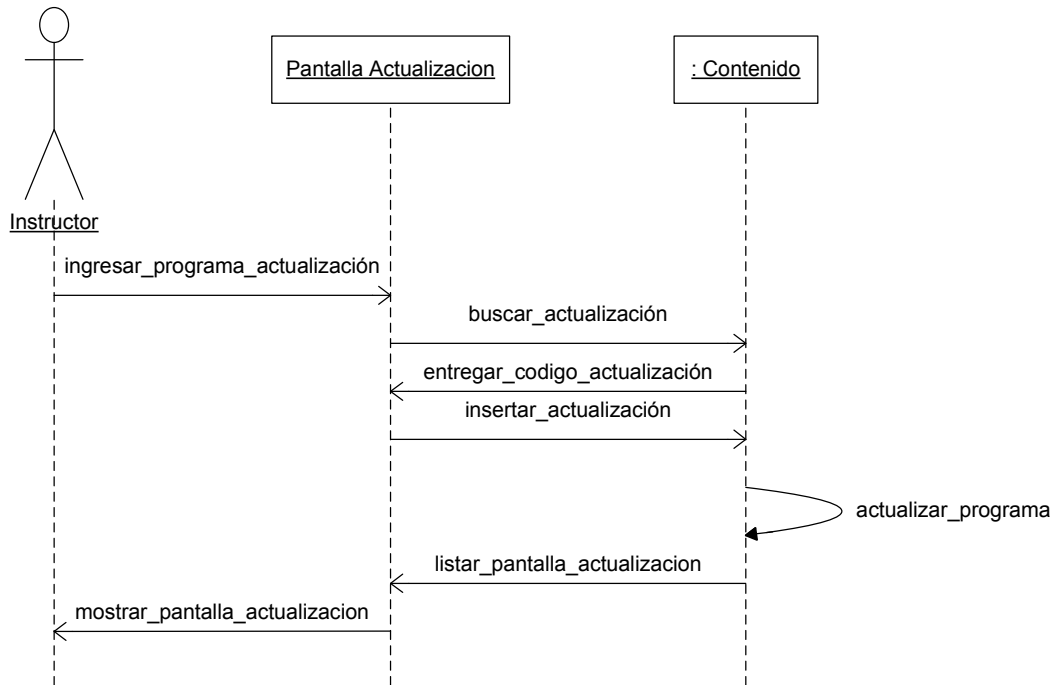 Pantalla Actualizacion
: Contenido
Instructor
ingresar_programa_actualización
buscar_actualización
entregar_codigo_actualización
insertar_actualización
actualizar_programa
listar_pantalla_actualizacion
mostrar_pantalla_actualizacion